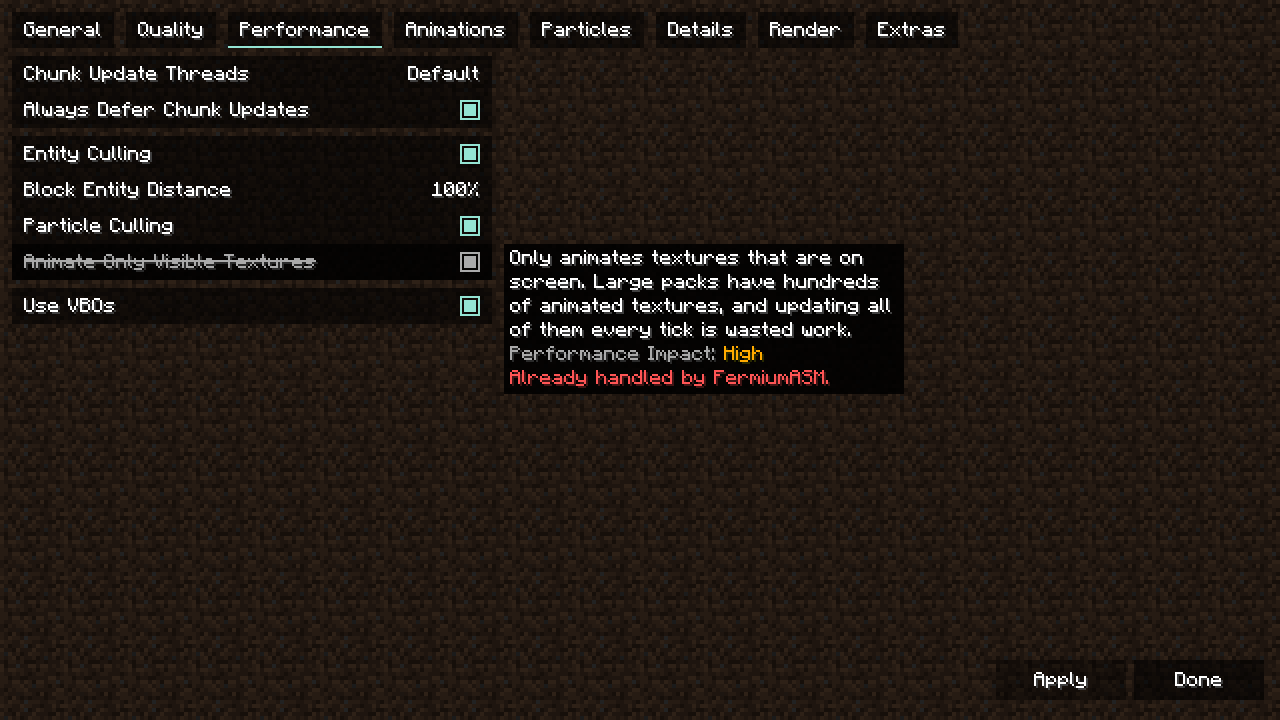 General Quality Performance Animations Particles Details Render Extras
Chunk Update Threads Default
Always Defer Chunk Updates
Entity Culling
Block Entity Distance 100%
Particle Culling
Animate Only Visible Textures
Use VBOs
Only animates textures that are on
screen. Large packs have hundreds
of animated textures, and updating all
of them every tick is wasted work.
Performance Impact: High
Already handled by FermiumASM.
Apply Done